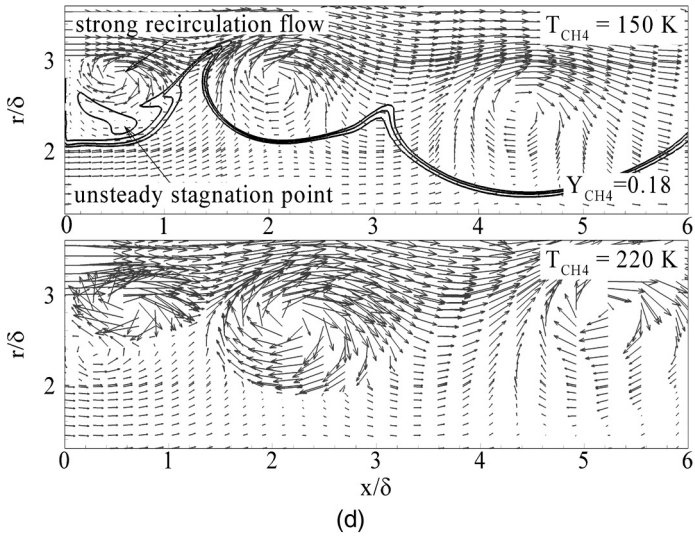 strong recirculation flow
T_CH4 = 150 K
3
r/δ
2
unsteady stagnation point
Y_CH4=0.18
0 1 2 3 4 5 6
T_CH4 = 220 K
3
r/δ
2
0 1 2 3 4 5 6
x/δ
(d)